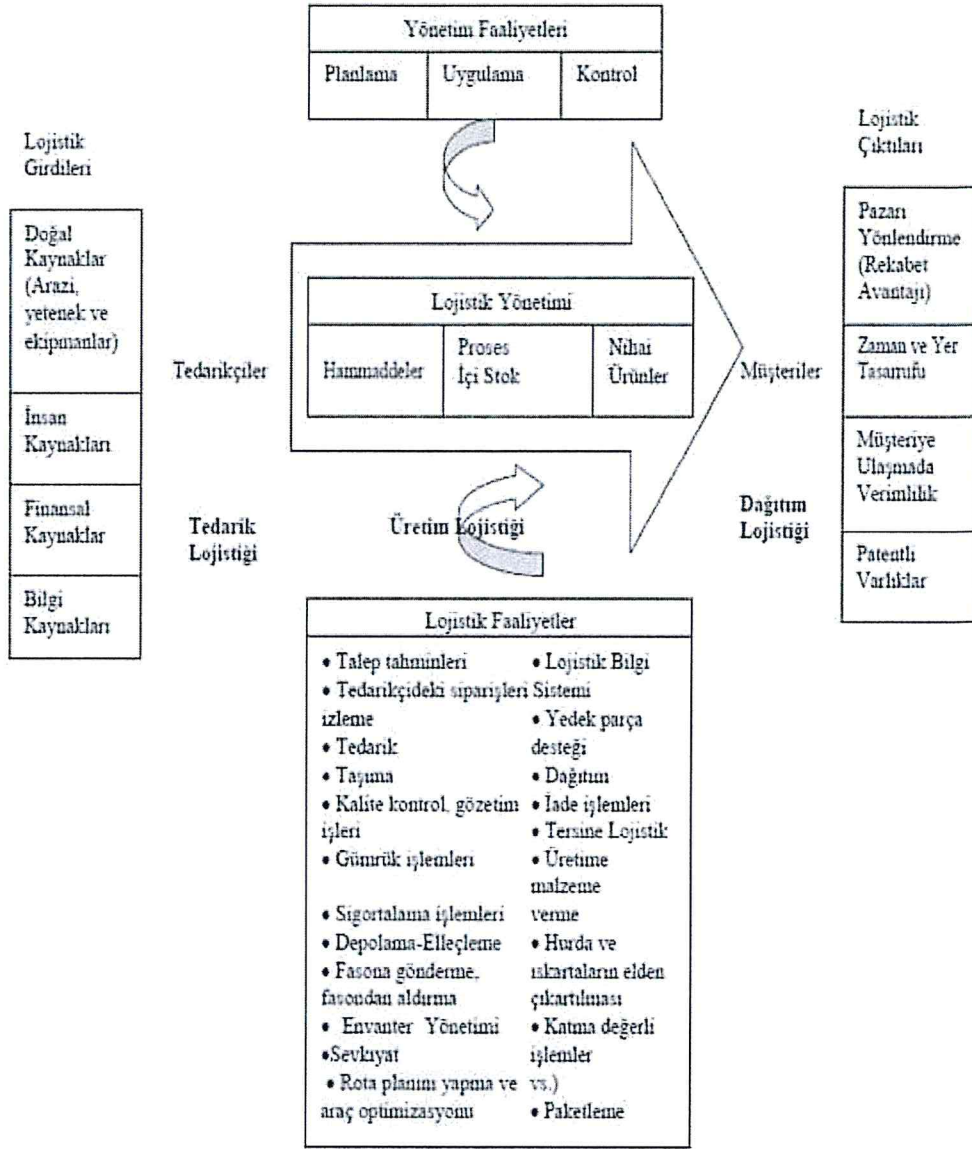 Yönetim Faaliyetleri
Planlama
Uygulama
Kontrol
Lojistik
Girdileri
Doğal
Kaynaklar
(Arazi,
yetenek ve
ekipmanlar)
İnsan
Kaynakları
Finansal
Kaynaklar
Bilgi
Kaynakları
Tedarikçiler
Tedarik
Lojistiği
Lojistik Yönetimi
Hammaddeler
Proses
İçi Stok
Nihai
Ürünler
Üretim Lojistiği
Müşteriler
Dağıtım
Lojistiği
Lojistik
Çıktıları
Pazarı
Yönlendirme
(Rekabet
Avantajı)
Zaman ve Yer
Tasarrufu
Müşteriye
Ulaşmada
Verimlilik
Patentli
Varlıklar
Lojistik Faaliyetler
• Talep tahminleri
• Tedarikçideki siparişleri
izleme
• Tedarik
• Taşıma
• Kalite kontrol, gözetim
işleri
• Gümrük işlemleri
• Sigortalama işlemleri
• Depolama-Elleçleme
• Fasona gönderme,
fasondan aldırma
• Envanter Yönetimi
•Sevkıyat
• Rota planını yapma ve
araç optimizasyonu
• Lojistik Bilgi
Sistemi
• Yedek parça
desteği
• Dağıtım
• İade işlemleri
• Tersine Lojistik
• Üretime
malzeme
verme
• Hurda ve
ıskartaların elden
çıkartılması
• Katma değerli
işlemler
vs.)
• Paketleme